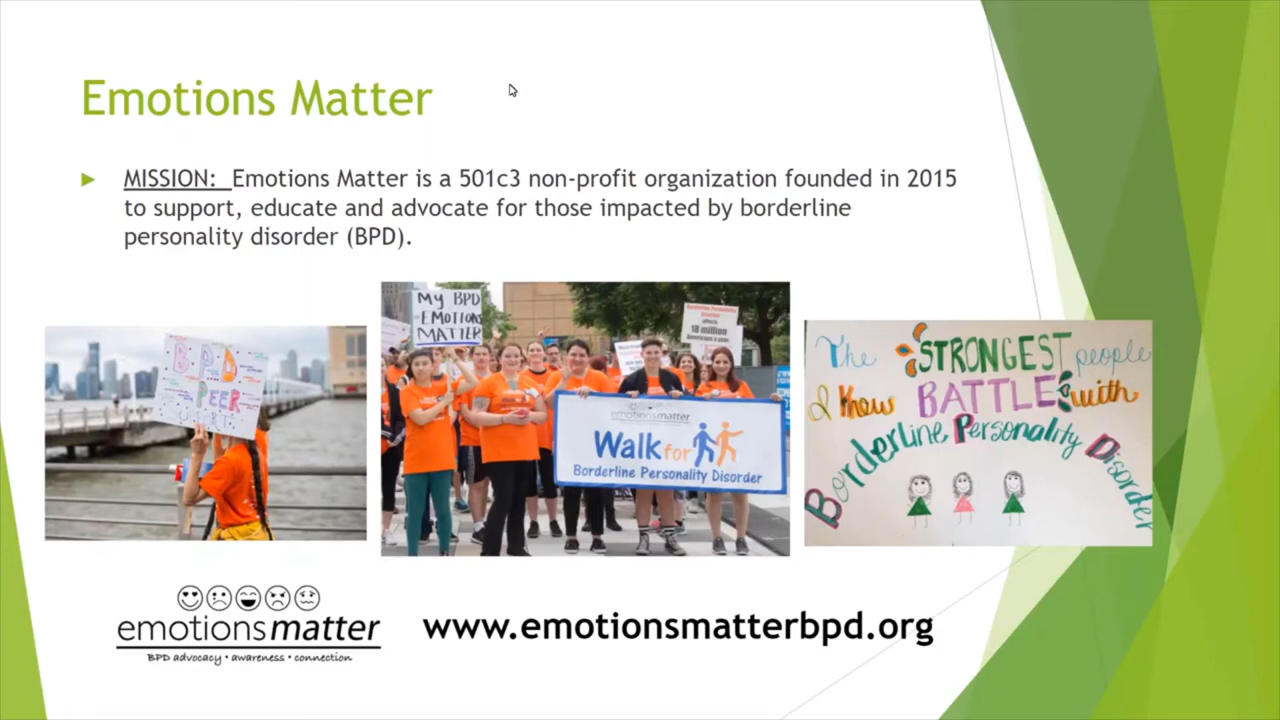 Emotions Matter
MISSION: Emotions Matter is a 501c3 non-profit organization founded in 2015
to support, educate and advocate for those impacted by borderline
personality disorder (BPD).
BPD
PEER
MY BPD
EMOTIONS
MATTER
Borderline Personality
Disorder
affects
18 million
Americans a year
emotionsmatter
Walk for
Borderline Personality Disorder
The STRONGEST people
I Know BATTLE with
Borderline Personality Disorder
emotionsmatter
BPD advocacy • awareness • connection
www.emotionsmatterbpd.org